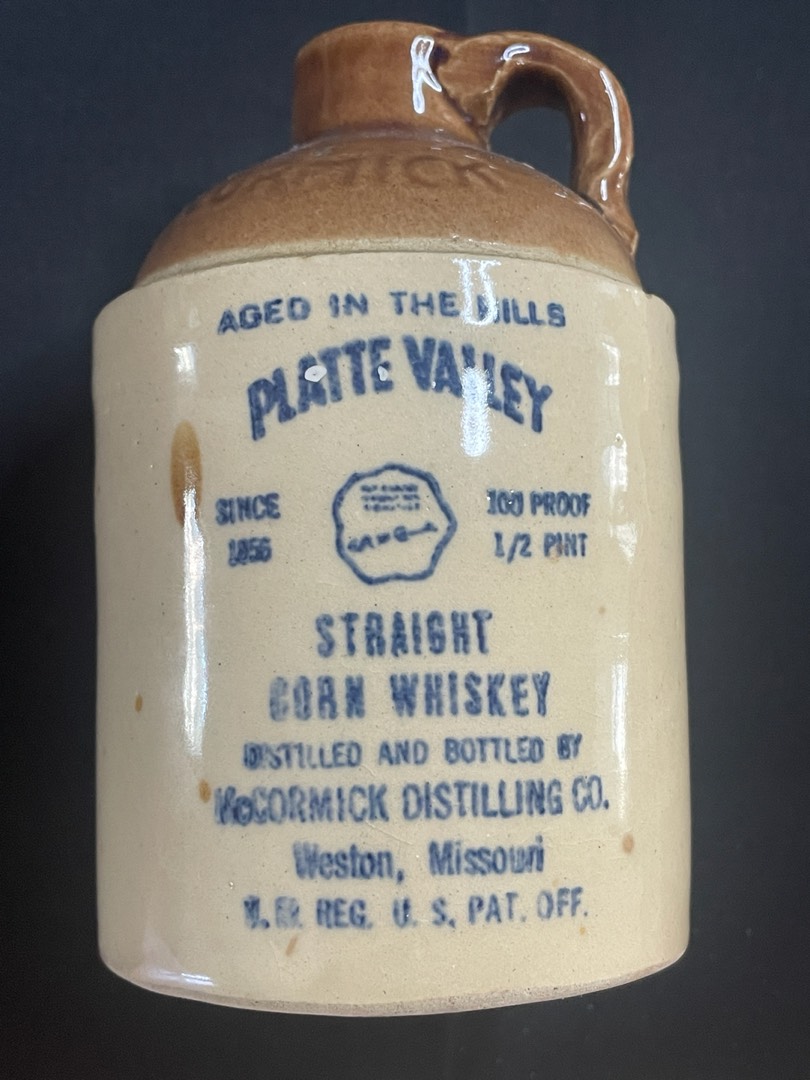 CORMICK
AGED IN THE HILLS
PLATTE VALLEY
SINCE
1856
100 PROOF
1/2 PINT
STRAIGHT
CORN WHISKEY
DISTILLED AND BOTTLED BY
McCORMICK DISTILLING CO.
Weston, Missouri
REG. U. S. PAT. OFF.